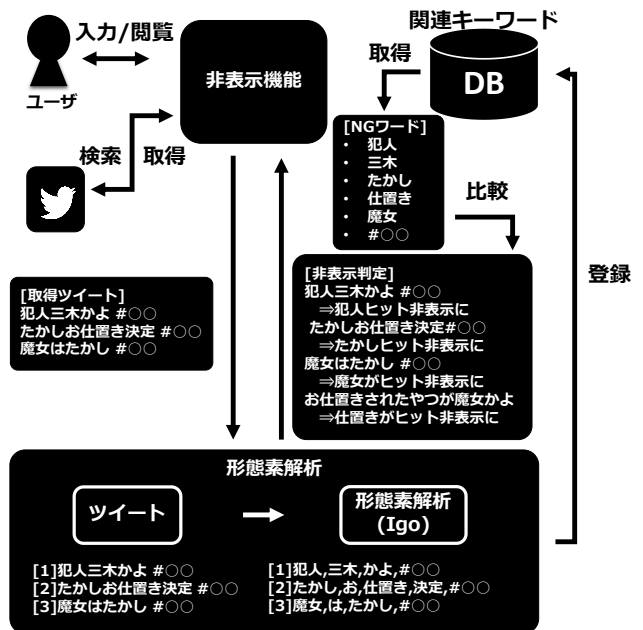 関連キーワード
入力/閲覧
取得
非表示機能
DB
ユーザ
[NGワード]
・ 犯人
・ 三木
・ たかし
・ 仕置き
・ 魔女
・ #○○
検索
取得
比較
登録
[取得ツイート]
犯人三木かよ #○○
たかしお仕置き決定 #○○
魔女はたかし #○○
[非表示判定]
犯人三木かよ #○○
⇒犯人ヒット非表示に
たかしお仕置き決定#○○
⇒たかしヒット非表示に
魔女はたかし #○○
⇒魔女がヒット非表示に
お仕置きされたやつが魔女かよ
⇒仕置きがヒット非表示に
形態素解析
ツイート
形態素解析
(Igo)
[1]犯人三木かよ #○○
[2]たかしお仕置き決定 #○○
[3]魔女はたかし #○○
[1]犯人,三木,かよ,#○○
[2]たかし,お,仕置き,決定,#○○
[3]魔女,は,たかし,#○○